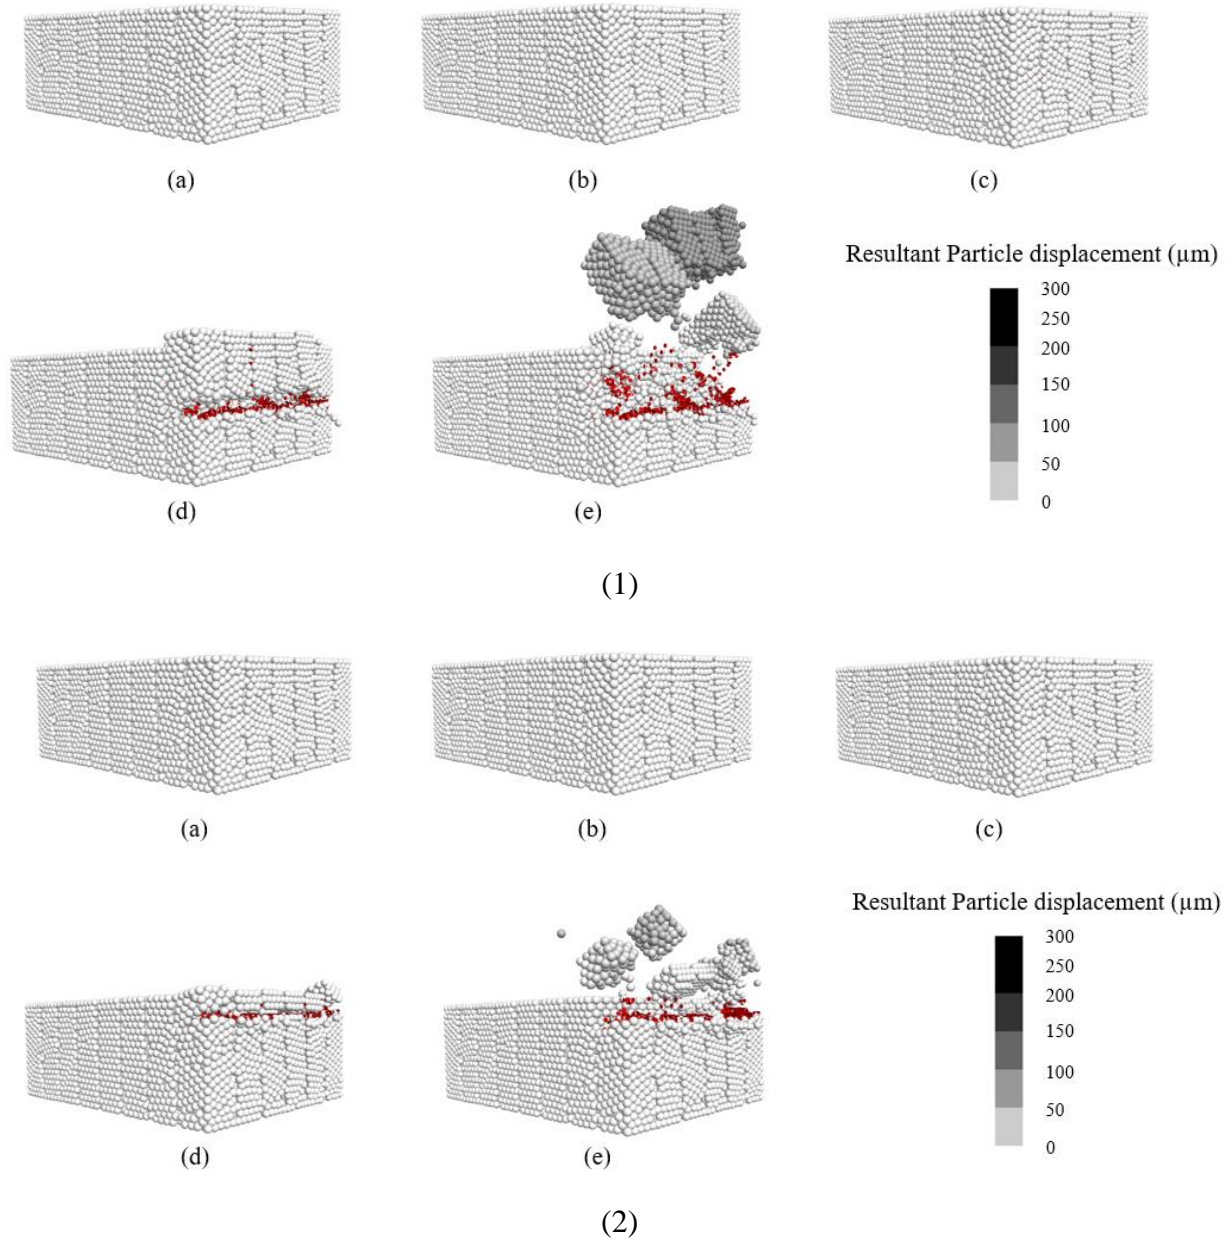 (a)
(b)
(c)
Resultant Particle displacement (µm)
300
250
200
150
100
50
0
(d)
(e)
(1)
(a)
(b)
(c)
Resultant Particle displacement (µm)
300
250
200
150
100
50
0
(d)
(e)
(2)